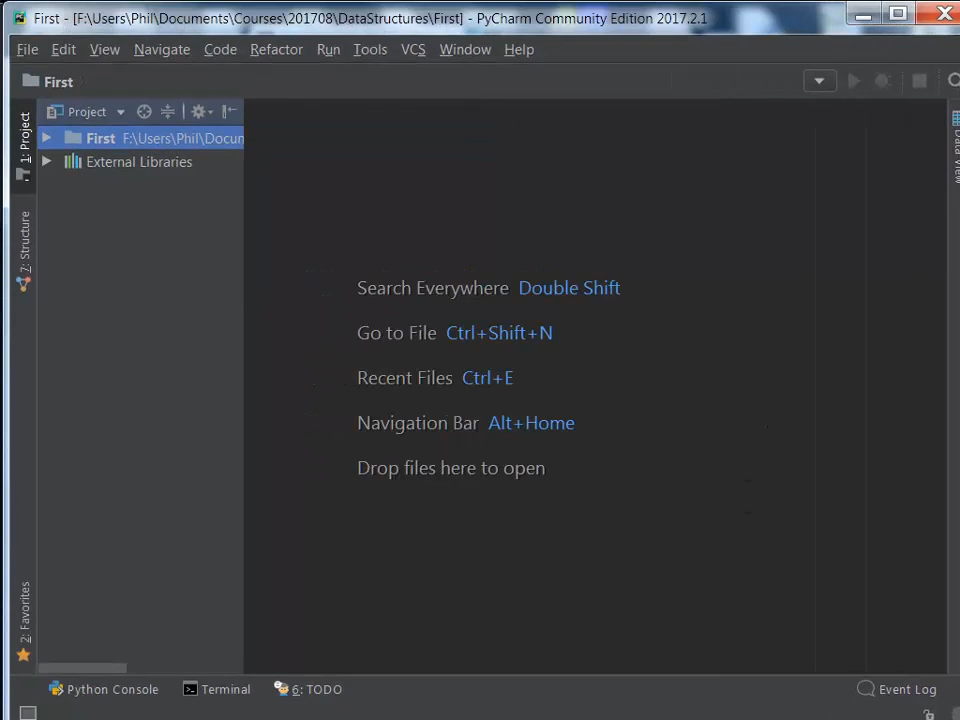 First - [F:\Users\Phil\Documents\Courses\201708\DataStructures\First] - PyCharm Community Edition 2017.2.1
File Edit View Navigate Code Refactor Run Tools VCS Window Help
First
1: Project
Project
First F:\Users\Phil\Docun
External Libraries
7: Structure
Data View
Search Everywhere Double Shift
Go to File Ctrl+Shift+N
Recent Files Ctrl+E
Navigation Bar Alt+Home
Drop files here to open
2: Favorites
Python Console Terminal 6: TODO Event Log